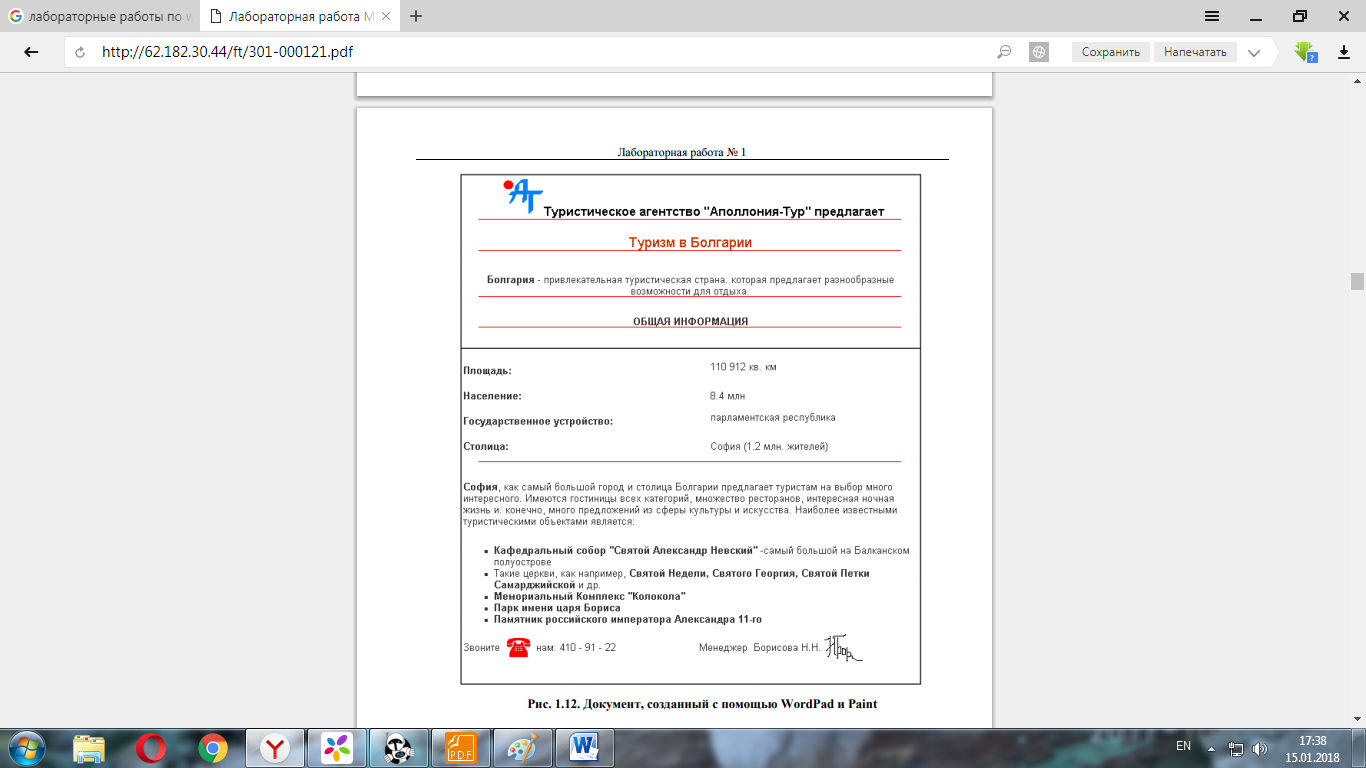 лабораторные работы по w
Лабораторная работа М
http://62.182.30.44/ft/301-000121.pdf
Сохранить
Напечатать
Лабораторная работа № 1
АТ
Туристическое агентство "Аполлония-Тур" предлагает
Туризм в Болгарии
Болгария - привлекательная туристическая страна. которая предлагает разнообразные
возможности для отдыха.
ОБЩАЯ ИНФОРМАЦИЯ
Площадь: 110 912 кв. км
Население: 8.4 млн
Государственное устройство: парламентская республика
Столица: София (1.2 млн. жителей)
София, как самый большой город и столица Болгарии предлагает туристам на выбор много
интересного. Имеются гостиницы всех категорий, множество ресторанов, интересная ночная
жизнь и. конечно, много предложений из сферы культуры и искусства. Наиболее известными
туристическими объектами является:
Кафедральный собор "Святой Александр Невский" -самый большой на Балканском
полуострове
Такие церкви, как например, Святой Недели, Святого Георгия, Святой Петки
Самарджийской и др.
Мемориальный Комплекс "Колокола"
Парк имени царя Бориса
Памятник российского императора Александра 11-го
Звоните нам: 410 - 91 - 22 Менеджер Борисова Н.Н.
Рис. 1.12. Документ, созданный с помощью WordPad и Paint
PDF
EN
17:38
15.01.2018